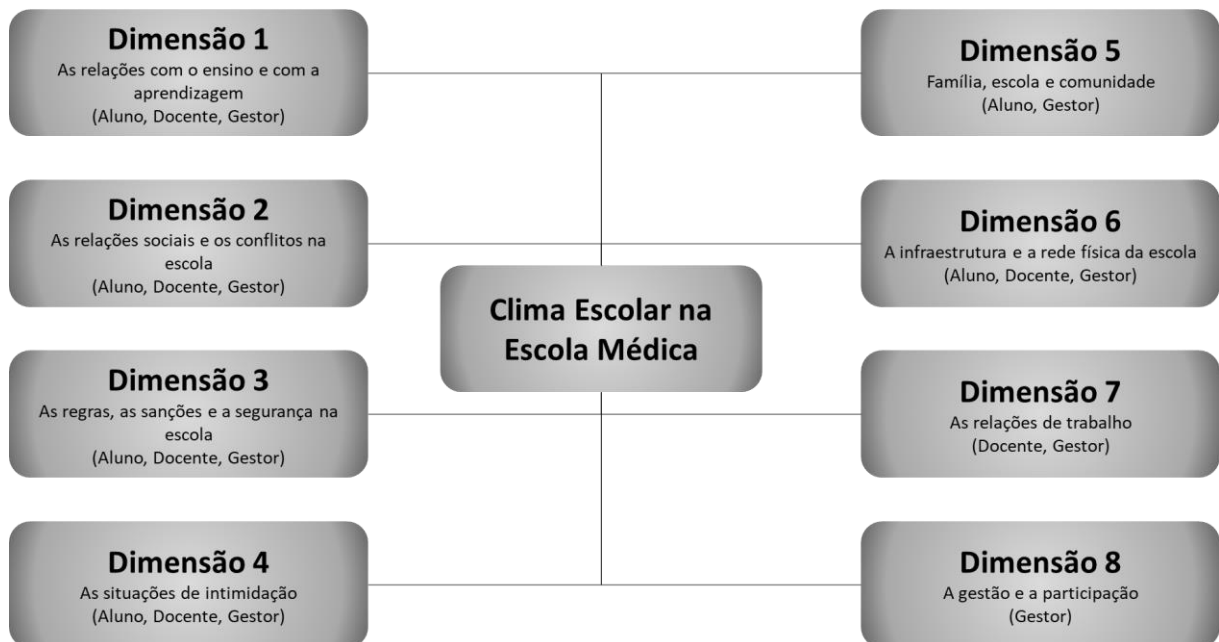 Dimensão 1
As relações com o ensino e com a
aprendizagem
(Aluno, Docente, Gestor)
Dimensão 2
As relações sociais e os conflitos na
escola
(Aluno, Docente, Gestor)
Dimensão 3
As regras, as sanções e a segurança na
escola
(Aluno, Docente, Gestor)
Dimensão 4
As situações de intimidação
(Aluno, Docente, Gestor)
Clima Escolar na
Escola Médica
Dimensão 5
Família, escola e comunidade
(Aluno, Gestor)
Dimensão 6
A infraestrutura e a rede física da escola
(Aluno, Docente, Gestor)
Dimensão 7
As relações de trabalho
(Docente, Gestor)
Dimensão 8
A gestão e a participação
(Gestor)